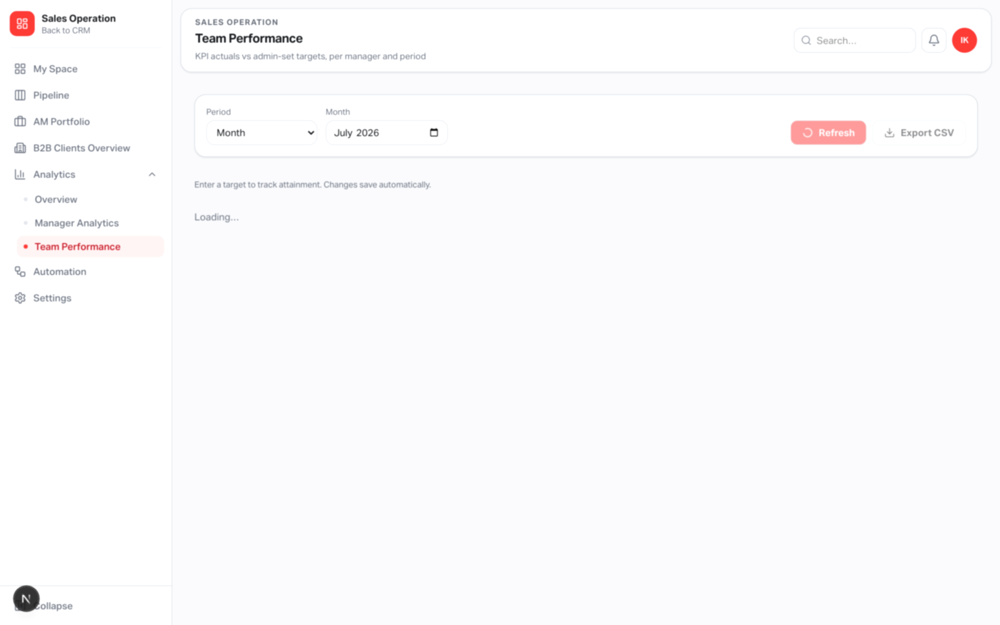 Sales Operation
Back to CRM
My Space
Pipeline
AM Portfolio
B2B Clients Overview
Analytics
Overview
Manager Analytics
Team Performance
Automation
Settings
N
Collapse
SALES OPERATION
Team Performance
KPI actuals vs admin-set targets, per manager and period
Search...
IK
Period
Month
Month
July 2026
Refresh
Export CSV
Enter a target to track attainment. Changes save automatically.
Loading...